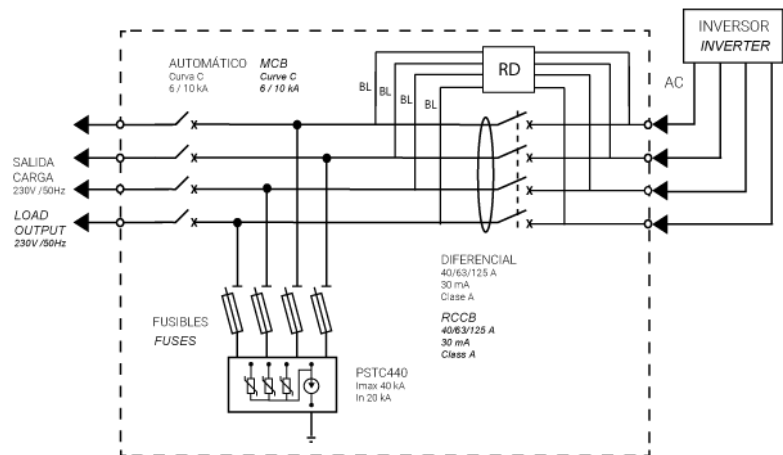 INVERSOR
INVERTER
AC
RD
BL
BL
BL
BL
AUTOMÁTICO
Curva C
6 / 10 kA
MCB
Curve C
6 / 10 kA
SALIDA
CARGA
230V /50Hz
LOAD
OUTPUT
230V /50Hz
DIFERENCIAL
40/63/125 A
30 mA
Clase A
RCCB
40/63/125 A
30 mA
Class A
FUSIBLES
FUSES
PSTC440
Imax 40 kA
In 20 kA